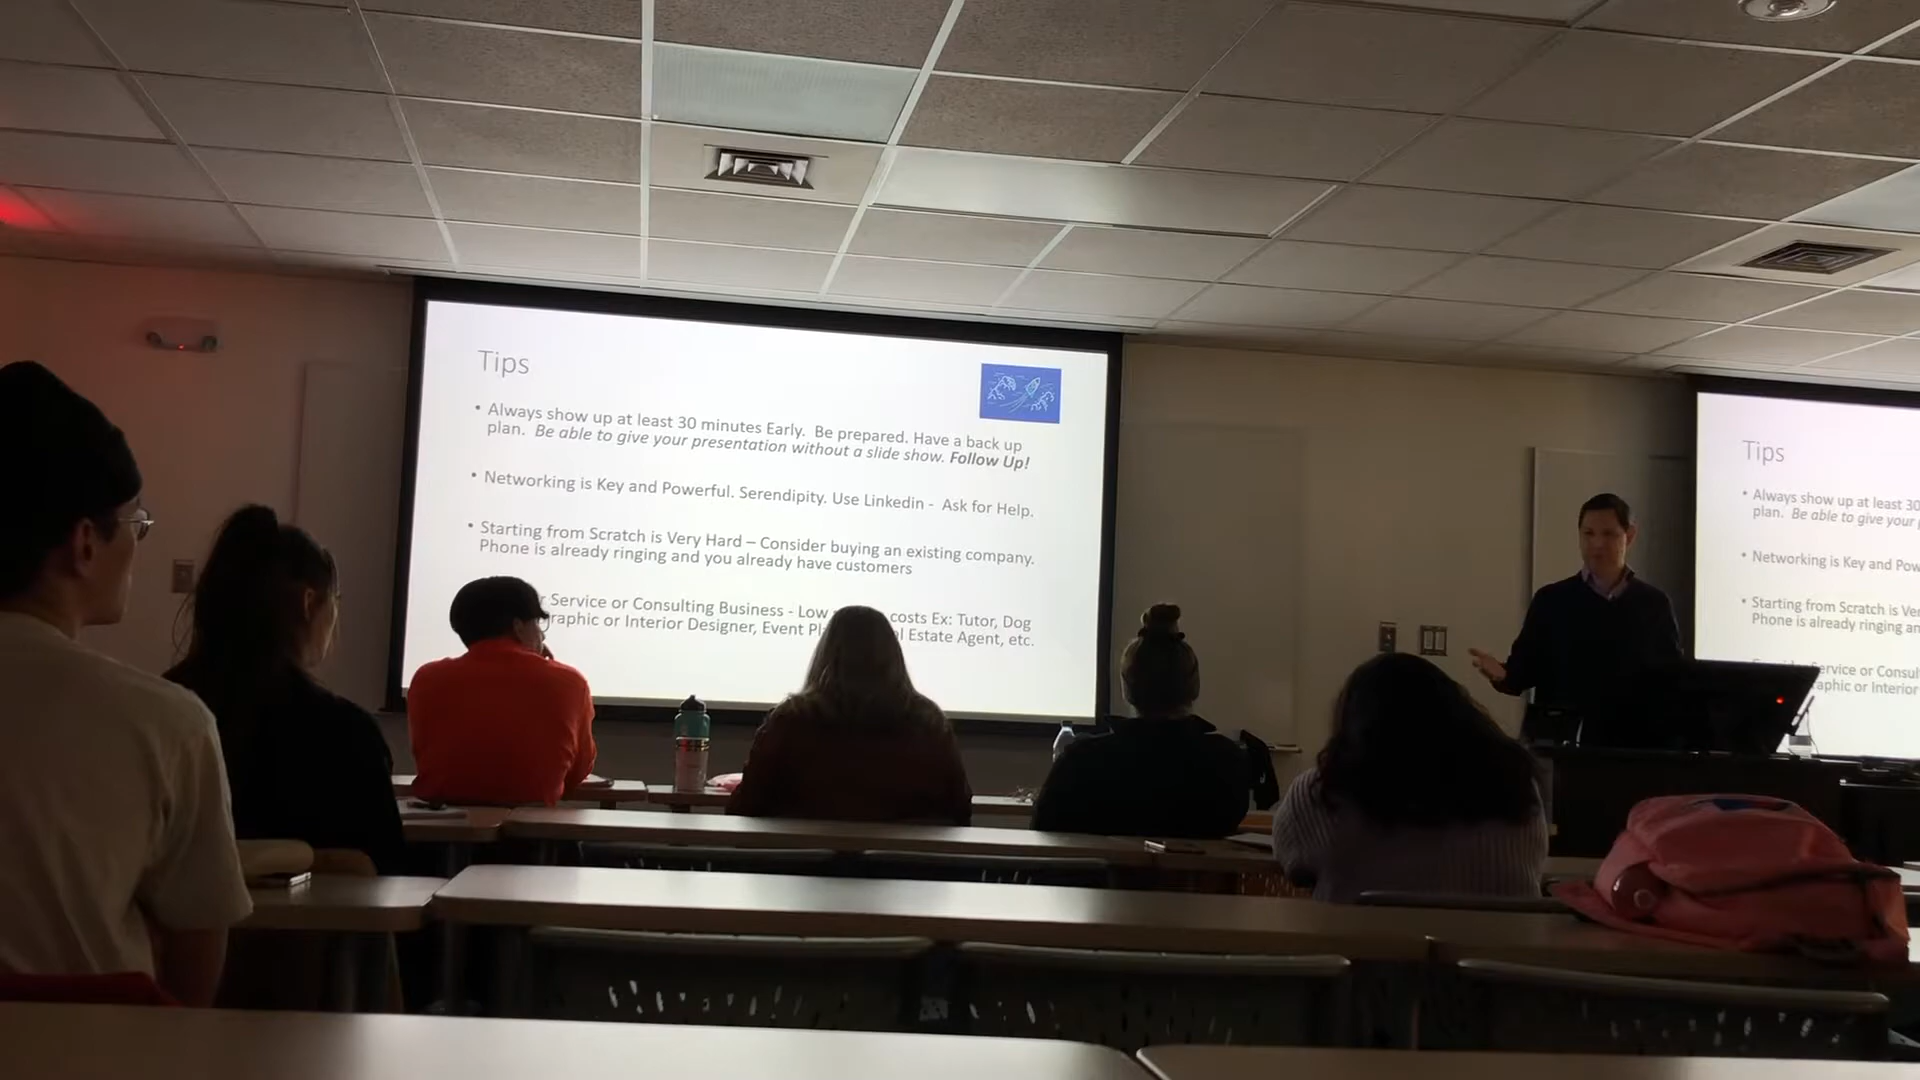 Tips
• Always show up at least 30 minutes Early. Be prepared. Have a back up
plan. Be able to give your presentation without a slide show. Follow Up!
• Networking is Key and Powerful. Serendipity. Use Linkedin - Ask for Help.
• Starting from Scratch is Very Hard – Consider buying an existing company.
Phone is already ringing and you already have customers
Service or Consulting Business - Low costs Ex: Tutor, Dog
raphic or Interior Designer, Event Estate Agent, etc.
Tips
• Always show up at least 30
plan. Be able to give your
• Networking is Key and Pow
• Starting from Scratch is Ver
Phone is already ringing an
Service or Consul
aphic or Interior